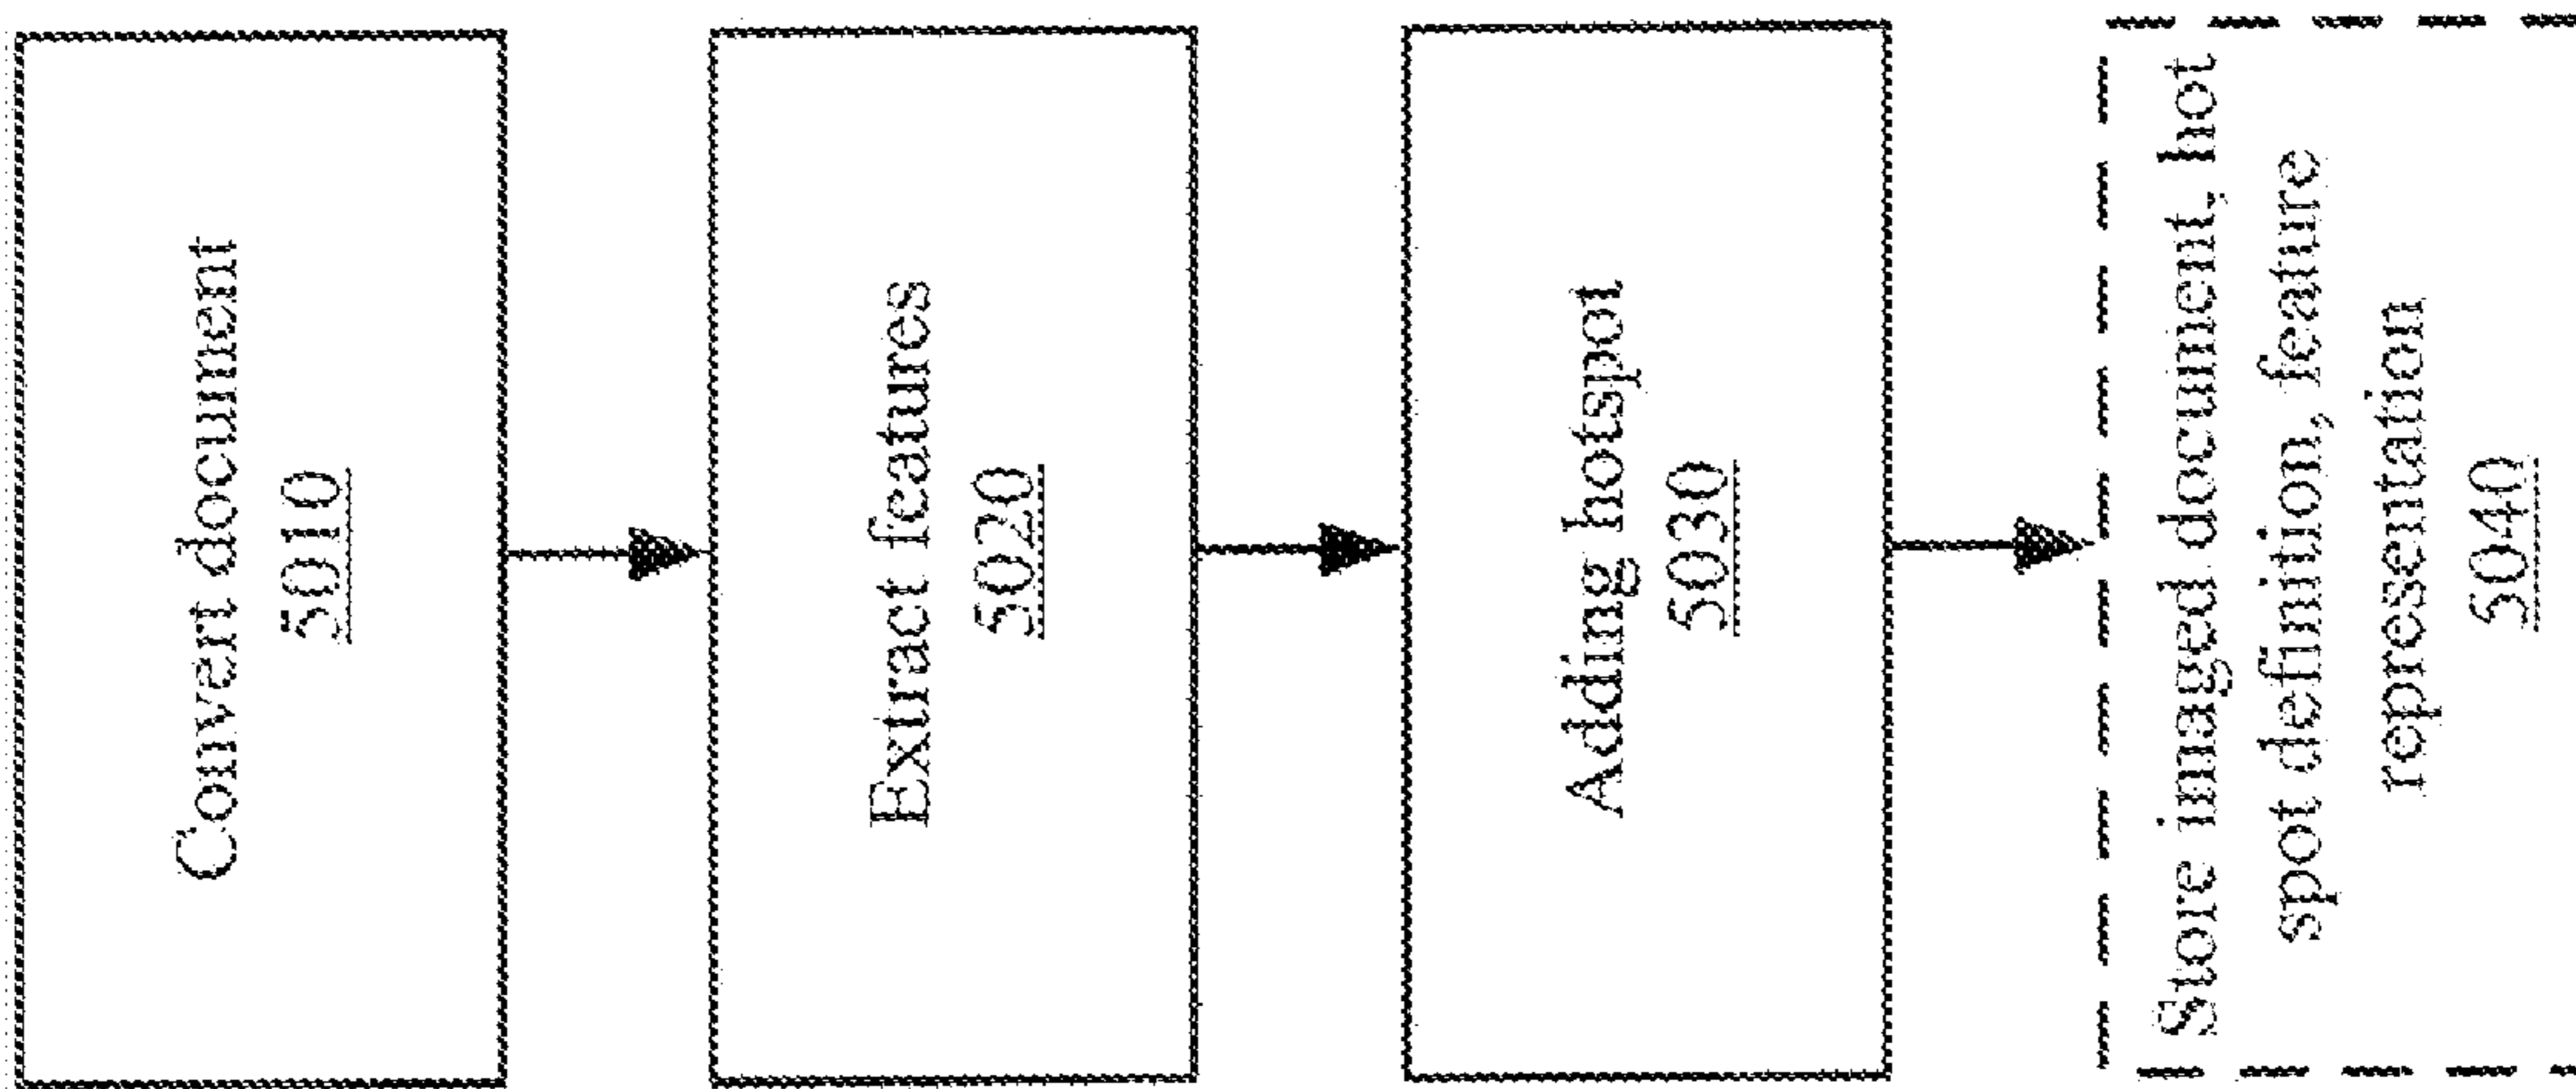 Convert document
5010
Extract features
5020
Adding hotspot
5030
Store imaged document, hot
spot definition, feature
representation
5040